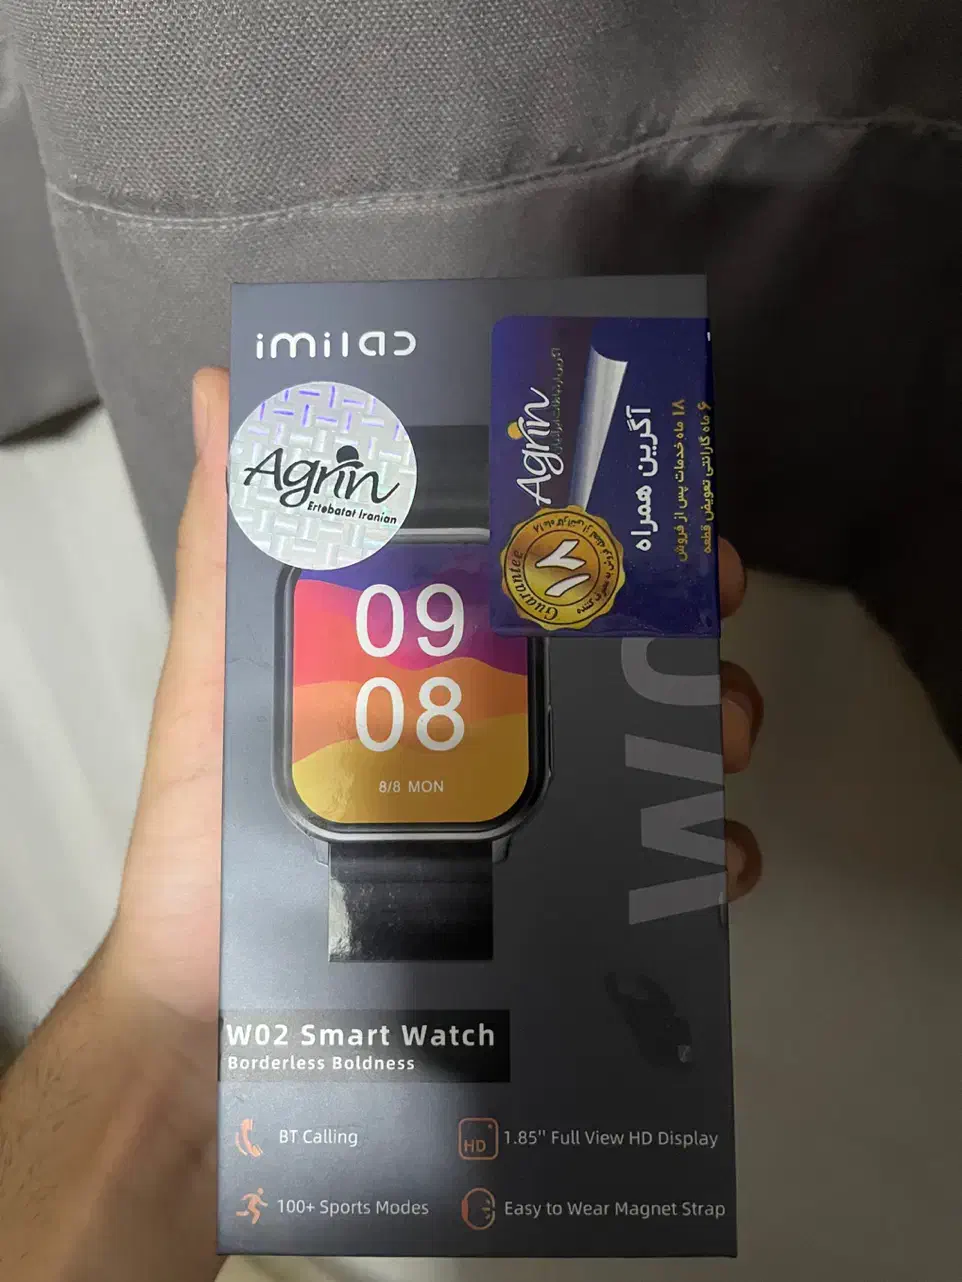 imilab
Agrin
Ertebatat Iranian
Agrin
آگرین همراه
۱۸ ماه خدمات پس از فروش
۶ ماه گارانتی تعویض قطعه
Guarantee
۱۸
09
08
8/8 MON
W0
W02 Smart Watch
Borderless Boldness
BT Calling
1.85" Full View HD Display
HD
100+ Sports Modes
Easy to Wear Magnet Strap